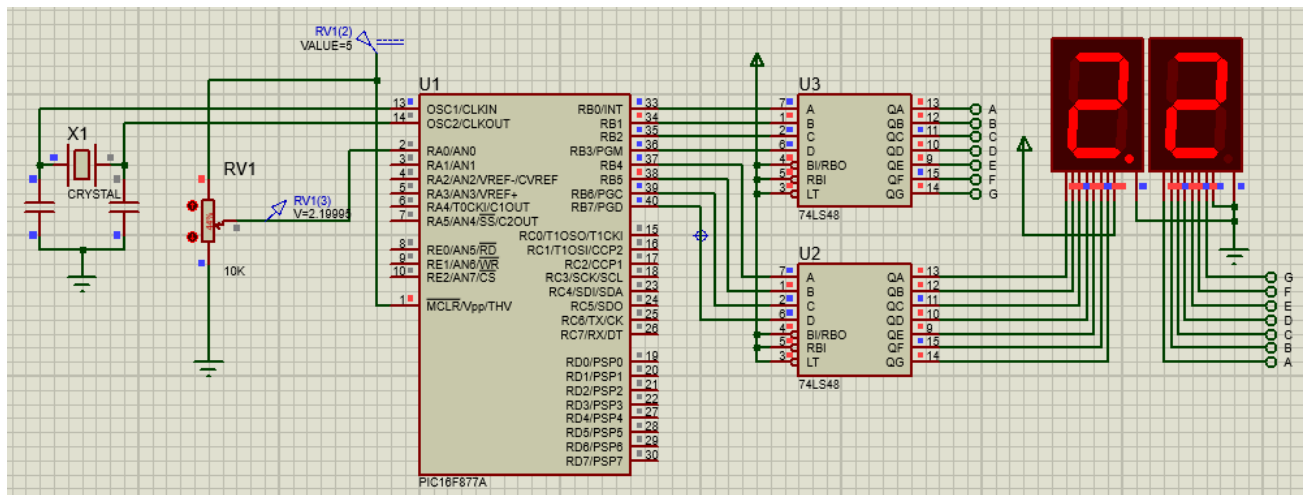 RV1(2)
VALUE=5
X1
CRYSTAL
RV1
RV1(3)
V=2.19995
44%
10K
U1
13 OSC1/CLKIN
14 OSC2/CLKOUT
2 RA0/AN0
3 RA1/AN1
4 RA2/AN2/VREF-/CVREF
5 RA3/AN3/VREF+
6 RA4/T0CKI/C1OUT
7 RA5/AN4/SS/C2OUT
8 RE0/AN5/RD
9 RE1/AN6/WR
10 RE2/AN7/CS
1 MCLR/Vpp/THV
RB0/INT 33
RB1 34
RB2 35
RB3/PGM 36
RB4 37
RB5 38
RB6/PGC 39
RB7/PGD 40
RC0/T1OSO/T1CKI 15
RC1/T1OSI/CCP2 16
RC2/CCP1 17
RC3/SCK/SCL 18
RC4/SDI/SDA 23
RC5/SDO 24
RC6/TX/CK 25
RC7/RX/DT 26
RD0/PSP0 19
RD1/PSP1 20
RD2/PSP2 21
RD3/PSP3 22
RD4/PSP4 27
RD5/PSP5 28
RD6/PSP6 29
RD7/PSP7 30
PIC16F877A
U3
7 A QA 13 A
1 B QB 12 B
2 C QC 11 C
6 D QD 10 D
4 BI/RBO QE 9 E
5 RBI QF 15 F
3 LT QG 14 G
74LS48
U2
7 A QA 13
1 B QB 12
2 C QC 11
6 D QD 10
4 BI/RBO QE 9
5 RBI QF 15
3 LT QG 14
74LS48
2.2
G
F
E
D
C
B
A